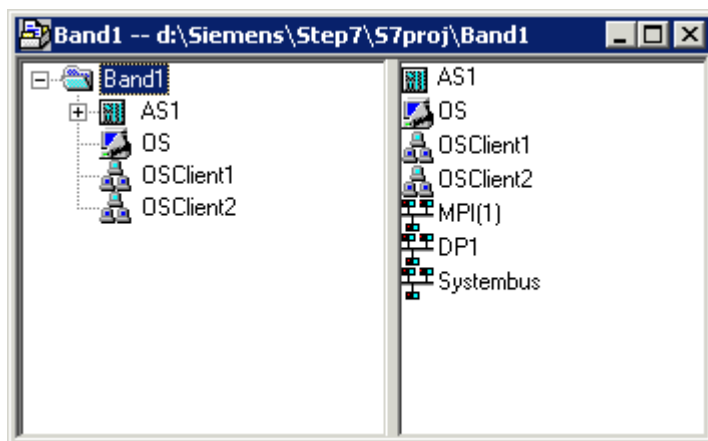 Band1 -- d:\Siemens\Step7\S7proj\Band1
Band1
AS1
OS
OSClient1
OSClient2
AS1
OS
OSClient1
OSClient2
MPI(1)
DP1
Systembus